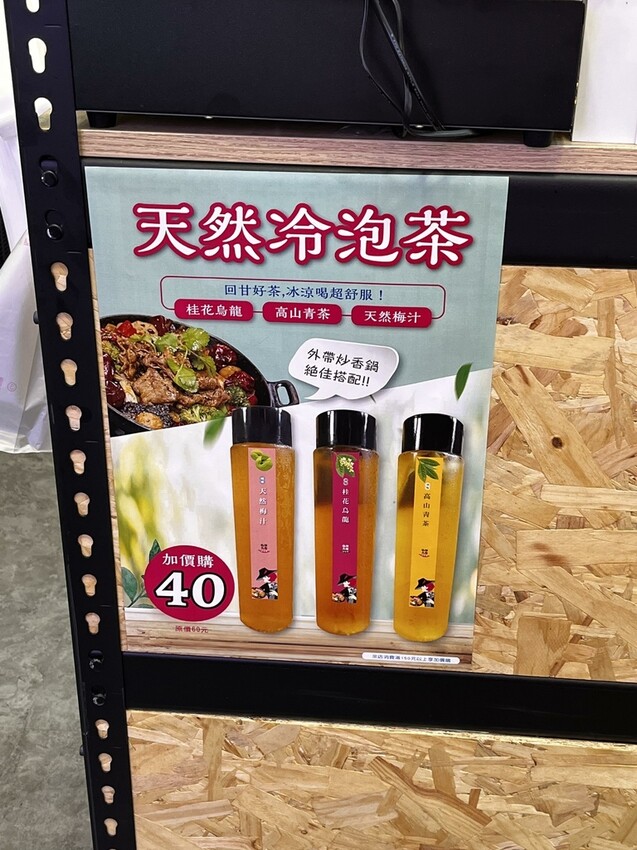 天然冷泡茶
回甘好茶,冰涼喝超舒服！
桂花烏龍 高山青茶 天然梅汁
外帶炒香鍋
絕佳搭配!!
天然梅汁
桂花烏龍
高山青茶
加價購
40
原價60元